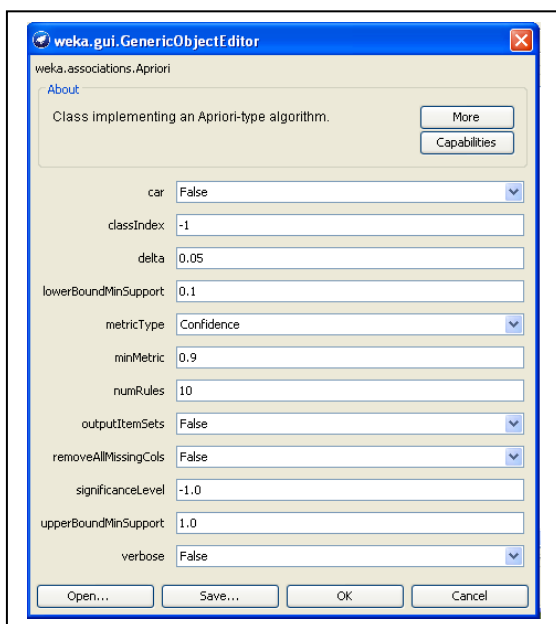 weka.gui.GenericObjectEditor
weka.associations.Apriori
About
Class implementing an Apriori-type algorithm.
More
Capabilities
car False
classIndex -1
delta 0.05
lowerBoundMinSupport 0.1
metricType Confidence
minMetric 0.9
numRules 10
outputItemSets False
removeAllMissingCols False
significanceLevel -1.0
upperBoundMinSupport 1.0
verbose False
Open... Save... OK Cancel